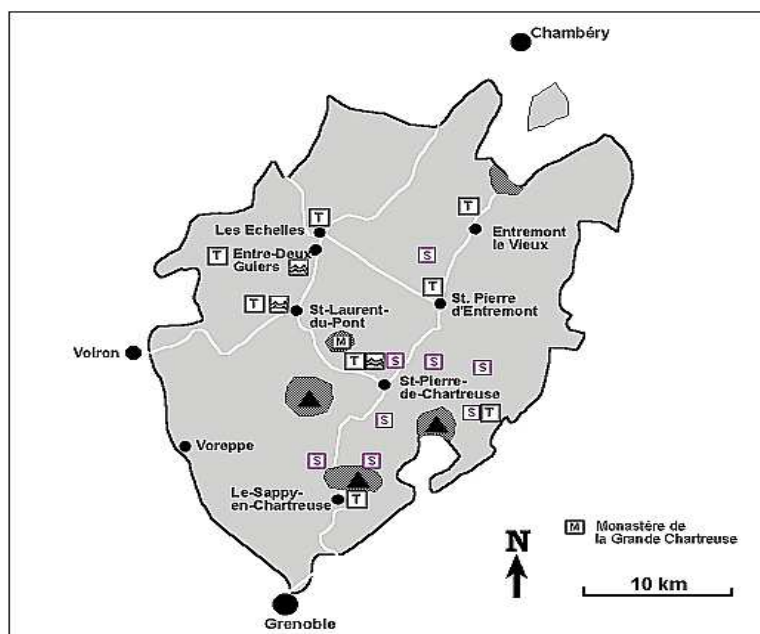 Chambéry
T
T
Les Echelles
Entremont
le Vieux
T
Entre-Deux
Guiers
S
T
T
St-Laurent-
du-Pont
St. Pierre
d'Entremont
M
Voiron
T
S
S
S
St-Pierre-
de-Chartreuse
S
S
T
Voreppe
S
S
Le-Sappy-
en-Chartreuse
T
M
Monastère de
la Grande Chartreuse
N
10 km
Grenoble